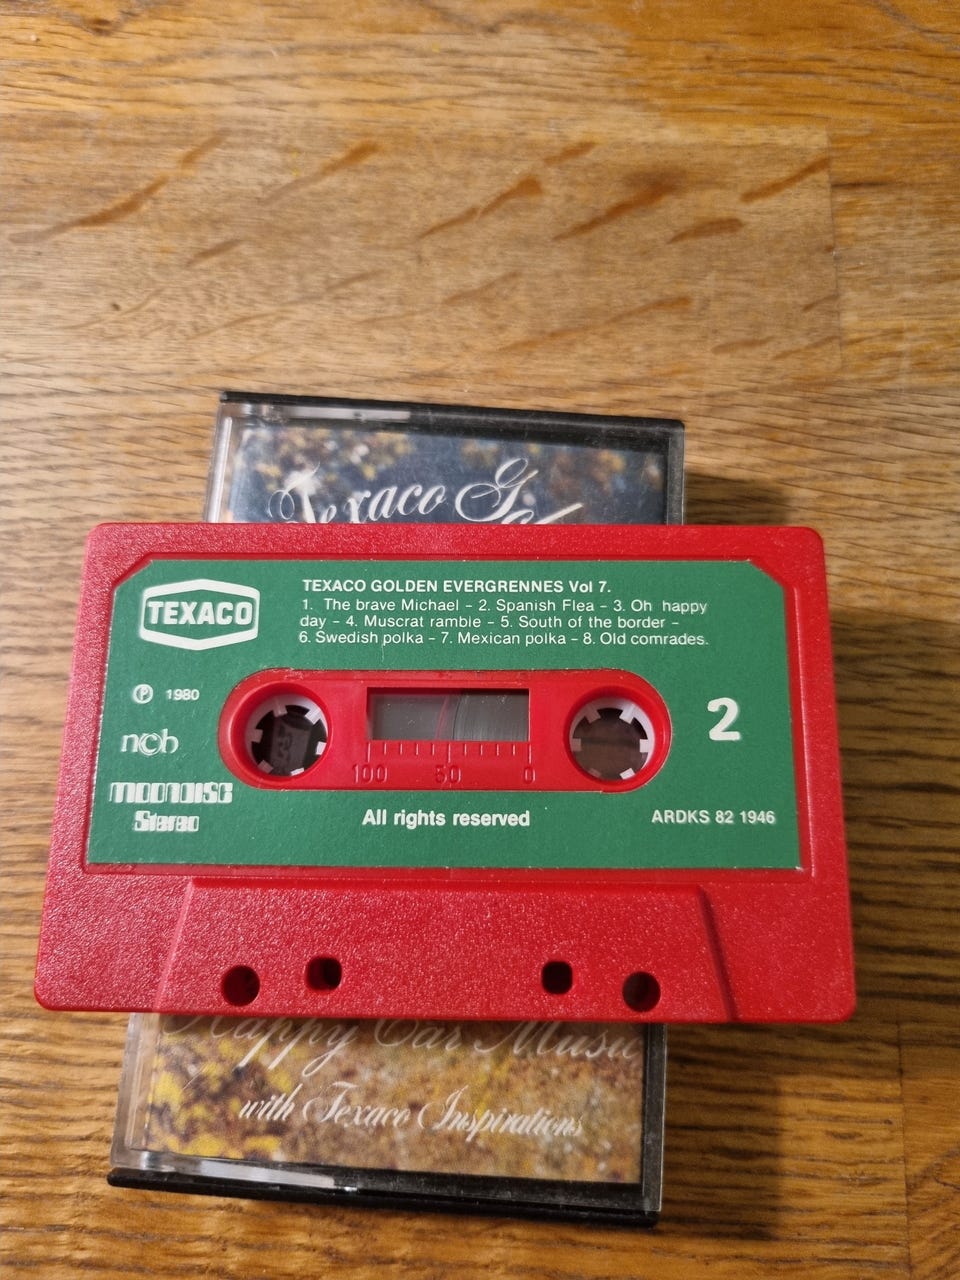 Texaco G
TEXACO
TEXACO GOLDEN EVERGRENNES Vol 7.
1. The brave Michael - 2. Spanish Flea - 3. Oh happy
day - 4. Muscrat rambie - 5. South of the border -
6. Swedish polka - 7. Mexican polka - 8. Old comrades.
℗ 1980
ncb
2
MOONDISC
Stereo
100 50 0
All rights reserved
ARDKS 82 1946
Happy Car Music
with Texaco Inspirations